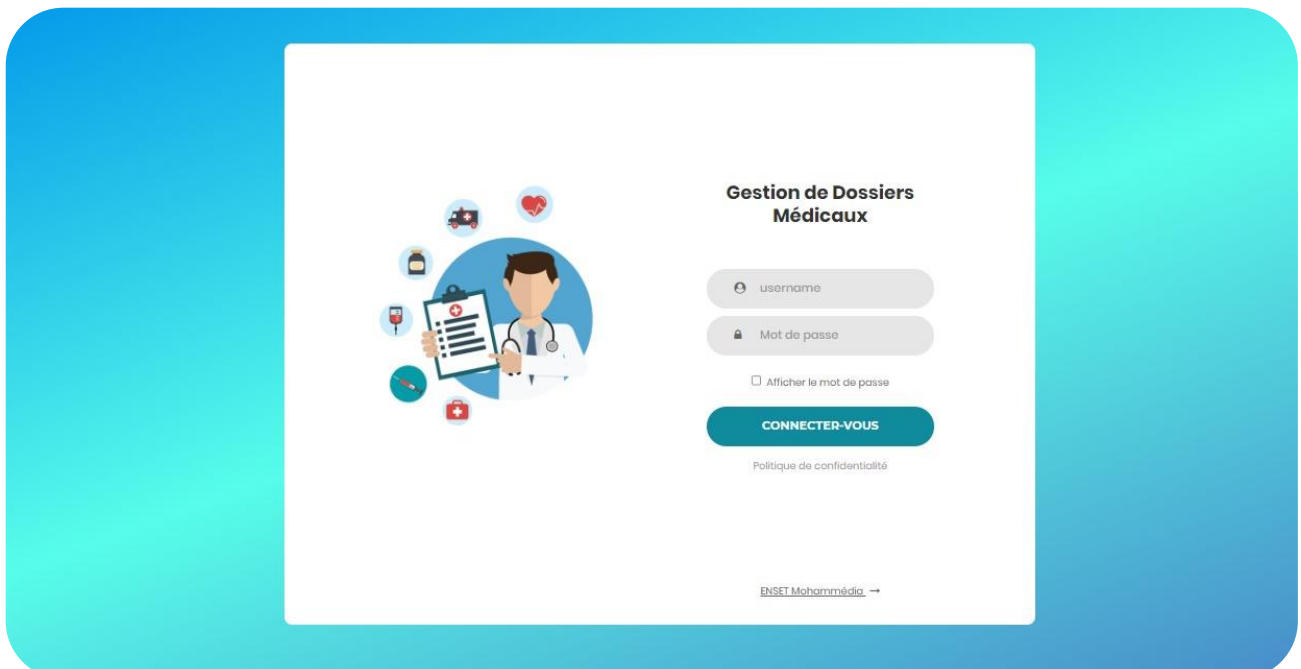 Gestion de Dossiers
Médicaux
username
Mot de passe
Afficher le mot de passe
CONNECTER-VOUS
Politique de confidentialité
ENSET Mohammédia →